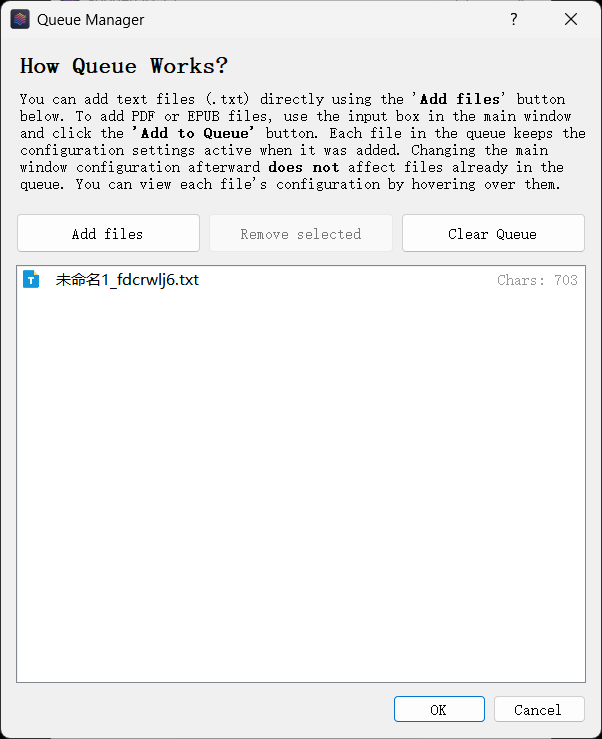 Queue Manager
?
How Queue Works?
You can add text files (.txt) directly using the 'Add files' button
below. To add PDF or EPUB files, use the input box in the main window
and click the 'Add to Queue' button. Each file in the queue keeps the
configuration settings active when it was added. Changing the main
window configuration afterward does not affect files already in the
queue. You can view each file's configuration by hovering over them.
Add files
Remove selected
Clear Queue
T
未命名1_fdcrwlj6.txt
Chars: 703
OK
Cancel